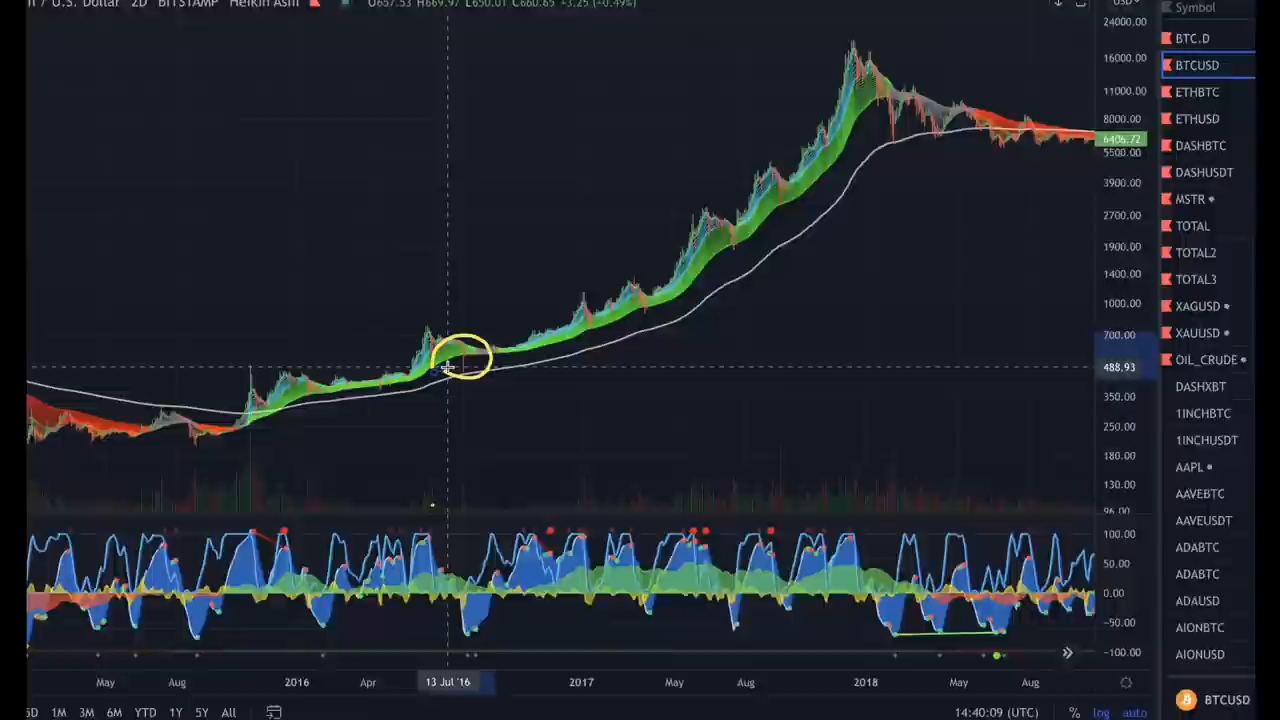 / U.S. Dollar 2D BITSTAMP Heikin Ashi O657.53 H669.97 L650.01 C660.65 +3.25 (+0.49%)
USD
Symbol
24000.00
BTC.D
16000.00
BTCUSD
11000.00
ETHBTC
8000.00
ETHUSD
6406.72
DASHBTC
5500.00
DASHUSDT
3900.00
MSTR
2700.00
TOTAL
1900.00
TOTAL2
1400.00
TOTAL3
1000.00
XAGUSD
700.00
XAUUSD
488.93
OIL_CRUDE
DASHXBT
350.00
1INCHBTC
250.00
1INCHUSDT
180.00
AAPL
130.00
AAVEBTC
96.00
AAVEUSDT
100.00
ADABTC
50.00
ADABTC
0.00
ADAUSD
-50.00
AIONBTC
-100.00
AIONUSD
May Aug 2016 Apr 13 Jul '16 2017 May Aug 2018 May Aug
BTCUSD
5D 1M 3M 6M YTD 1Y 5Y All 14:40:09 (UTC) % log auto